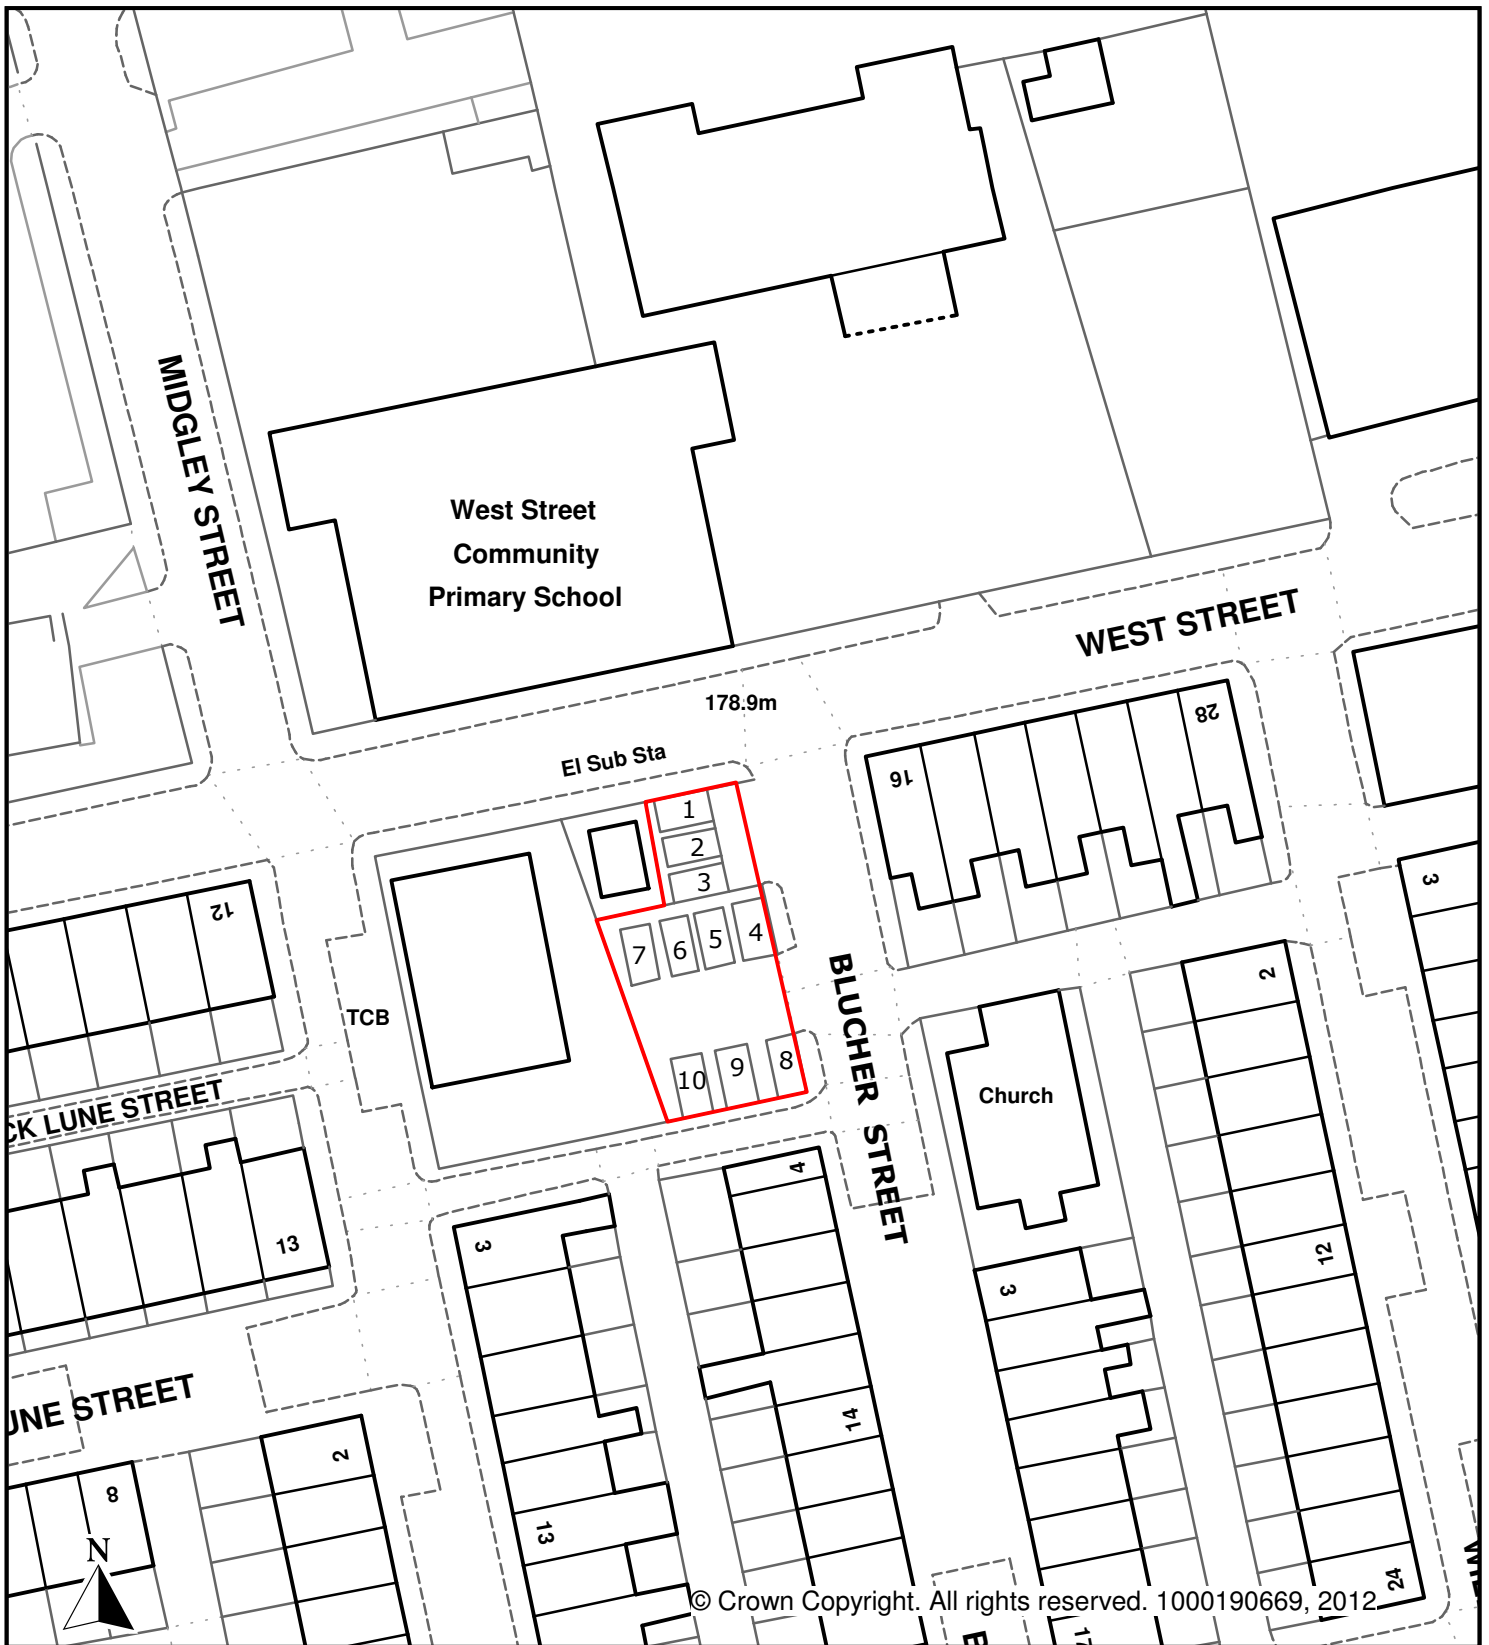 MIDGLEY STREET
West Street
Community
Primary School
WEST STREET
178.9m
El Sub Sta
28
16
1
2
3
4
5
6
7
8
9
10
12
TCB
BLUCHER STREET
Church
3
2
CK LUNE STREET
13
4
3
3
12
UNE STREET
14
2
8
13
24
N
© Crown Copyright. All rights reserved. 1000190669, 2012